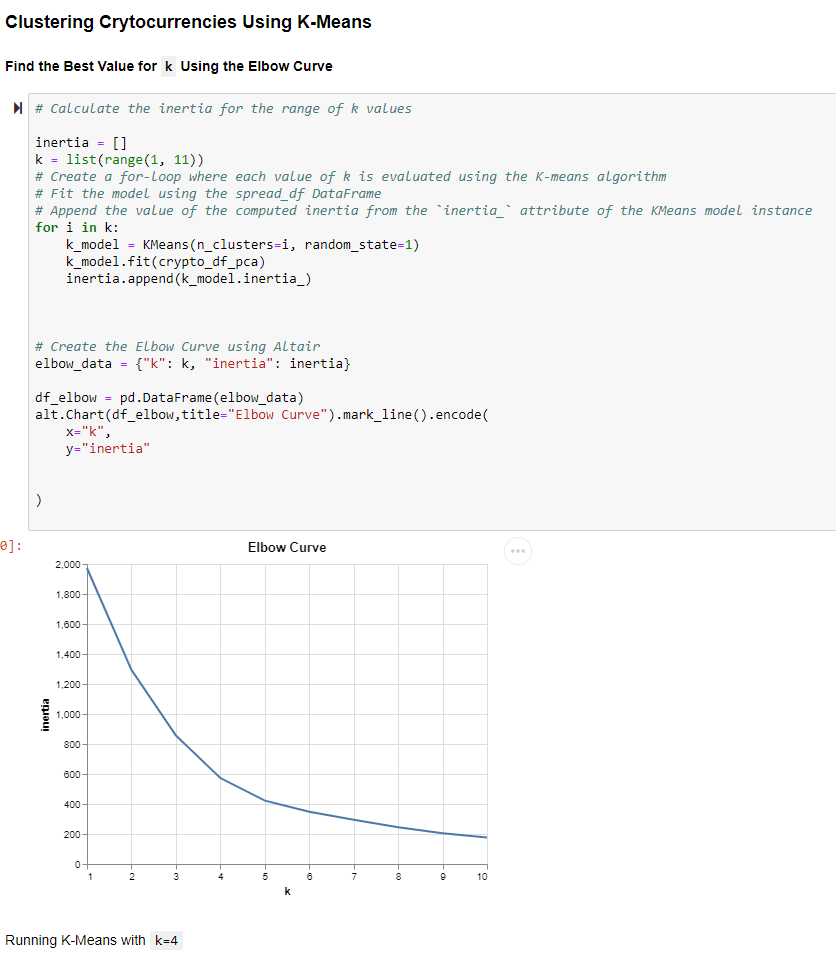 Clustering Crytocurrencies Using K-Means
Find the Best Value for k Using the Elbow Curve
# Calculate the inertia for the range of k values
inertia = []
k = list(range(1, 11))
# Create a for-loop where each value of k is evaluated using the K-means algorithm
# Fit the model using the spread_df DataFrame
# Append the value of the computed inertia from the `inertia_` attribute of the KMeans model instance
for i in k:
    k_model = KMeans(n_clusters=i, random_state=1)
    k_model.fit(crypto_df_pca)
    inertia.append(k_model.inertia_)
# Create the Elbow Curve using Altair
elbow_data = {"k": k, "inertia": inertia}
df_elbow = pd.DataFrame(elbow_data)
alt.Chart(df_elbow,title="Elbow Curve").mark_line().encode(
    x="k",
    y="inertia"
)
0]:
Elbow Curve
2,000
1,800
1,600
1,400
1,200
1,000
800
600
400
200
0
inertia
1 2 3 4 5 6 7 8 9 10
k
Running K-Means with k=4